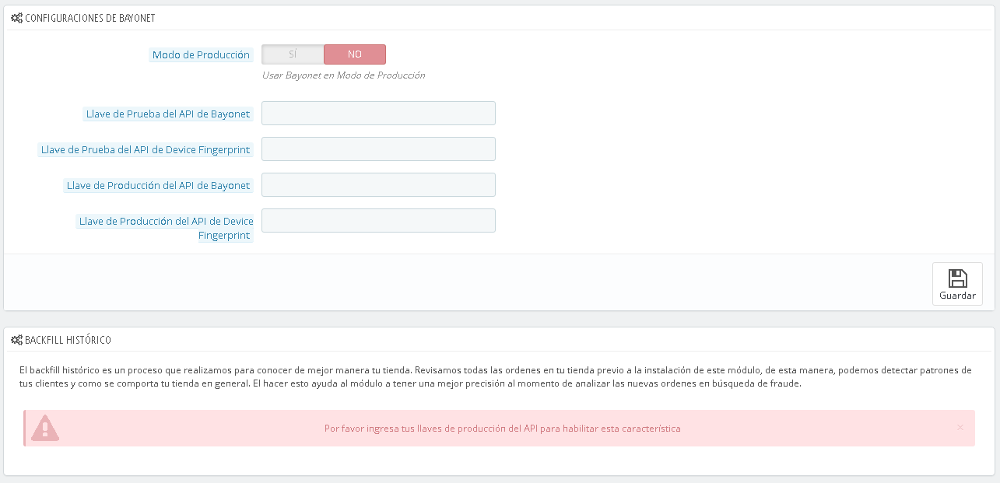 CONFIGURACIONES DE BAYONET
Modo de Producción
SÍ
NO
Usar Bayonet en Modo de Producción
Llave de Prueba del API de Bayonet
Llave de Prueba del API de Device Fingerprint
Llave de Producción del API de Bayonet
Llave de Producción del API de Device
Fingerprint
Guardar
BACKFILL HISTÓRICO
El backfill histórico es un proceso que realizamos para conocer de mejor manera tu tienda. Revisamos todas las ordenes en tu tienda previo a la instalación de este módulo, de esta manera, podemos detectar patrones de
tus clientes y como se comporta tu tienda en general. El hacer esto ayuda al módulo a tener una mejor precisión al momento de analizar las nuevas ordenes en búsqueda de fraude.
Por favor ingresa tus llaves de producción del API para habilitar esta característica
×